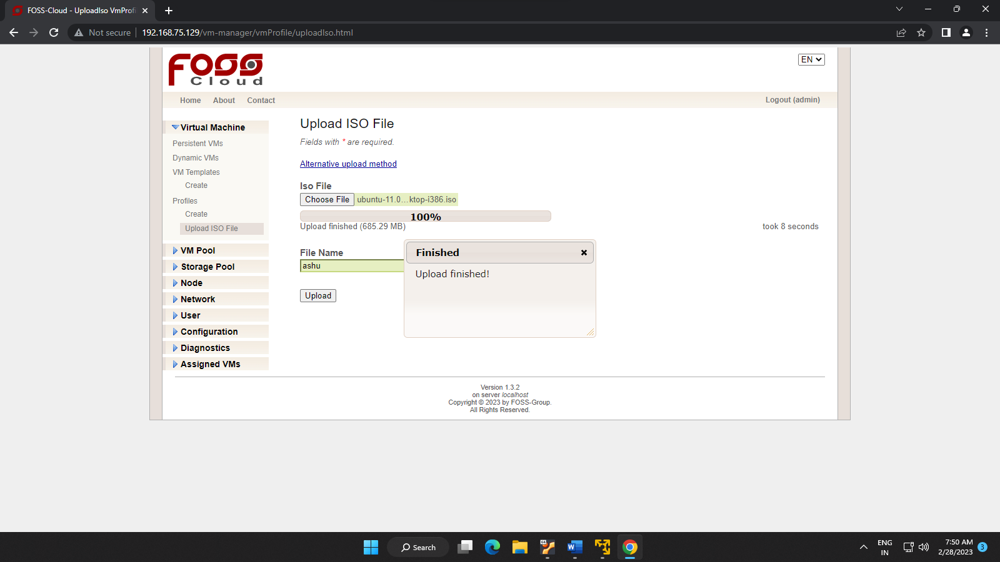 FOSS-Cloud - UploadIso VmProfi
Not secure
192.168.75.129/vm-manager/vmProfile/uploadIso.html
FOSS
Cloud
EN
Home
About
Contact
Logout (admin)
Virtual Machine
Persistent VMs
Dynamic VMs
VM Templates
Create
Profiles
Create
Upload ISO File
VM Pool
Storage Pool
Node
Network
User
Configuration
Diagnostics
Assigned VMs
Upload ISO File
Fields with * are required.
Alternative upload method
Iso File
Choose File
ubuntu-11.0…ktop-i386.iso
100%
Upload finished (685.29 MB)
took 8 seconds
File Name
ashu
Upload
Finished
Upload finished!
Version 1.3.2
on server localhost
Copyright © 2023 by FOSS-Group.
All Rights Reserved.
Search
ENG
IN
7:50 AM
2/28/2023
3